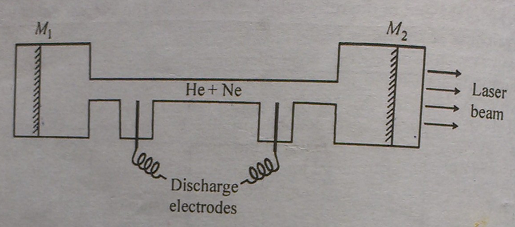 M₁
M₂
He + Ne
Laser
beam
Discharge
electrodes